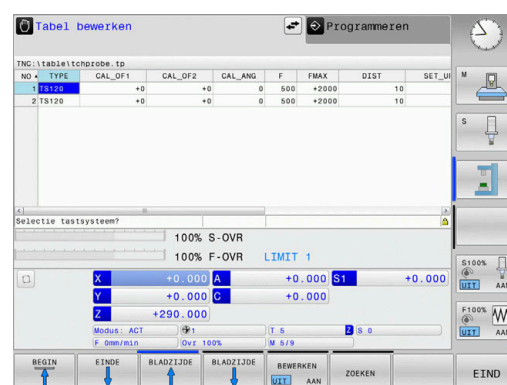 Tabel bewerken
Programmeren
TNC:\table\tchprobe.tp
NO TYPE CAL_OF1 CAL_OF2 CAL_ANG F FMAX DIST SET_UP
1 TS120 +0 +0 0 500 +2000 10
2 TS120 +0 +0 0 500 +2000 10
Selectie tastsysteem?
100% S-OVR
100% F-OVR LIMIT 1
X +0.000 A +0.000 S1 +0.000
Y +0.000 C +0.000
Z +290.000
Modus: ACT 1 T 5 Z S 0
F 0mm/min Ovr 100% M 5/9
M
S
S100%
UIT AA
F100%
UIT AA
BEGIN
EINDE
BLADZIJDE
BLADZIJDE
BEWERKEN
UIT AAN
ZOEKEN
EIND